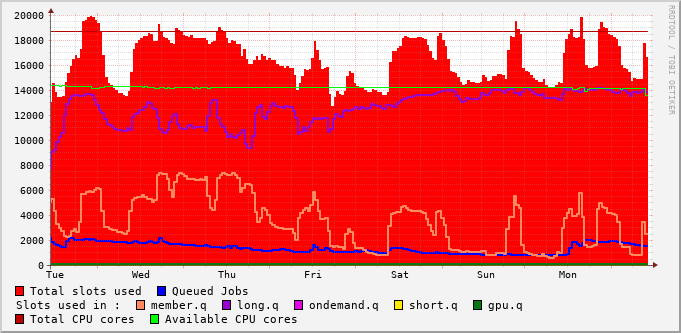 20000
18000
16000
14000
12000
10000
8000
6000
4000
2000
0
Tue Wed Thu Fri Sat Sun Mon
RRDTOOL / TOBI OETIKER
Total slots used Queued Jobs
Slots used in : member.q long.q ondemand.q short.q gpu.q
Total CPU cores Available CPU cores